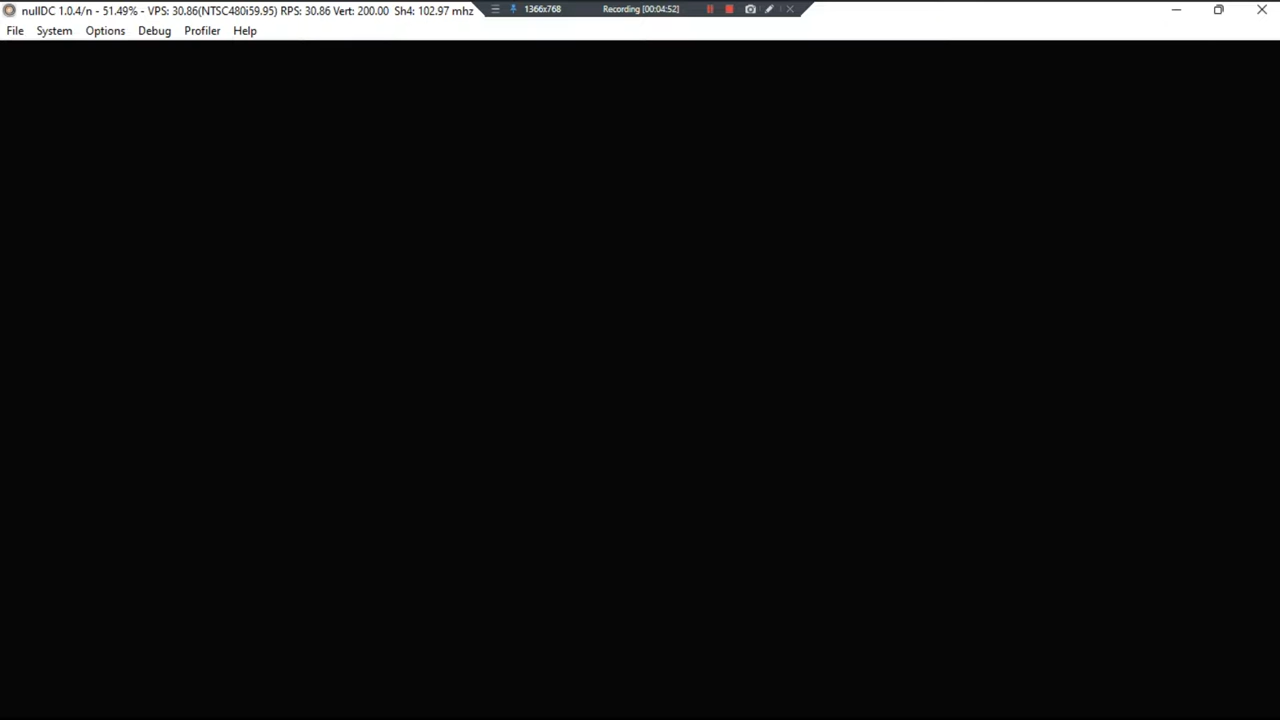 nullDC 1.0.4/n - 51.49% - VPS: 30.86(NTSC480i59.95) RPS: 30.86 Vert: 200.00 Sh4: 102.97 mhz
1366x768 Recording [00:04:52]
File System Options Debug Profiler Help